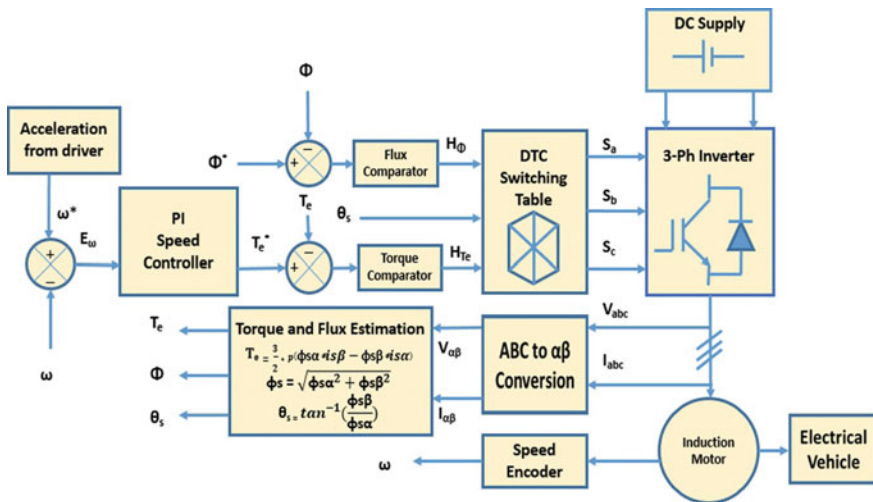 DC Supply
Φ
Acceleration
from driver
Φ*
+
−
Flux
Comparator
HΦ
DTC
Switching
Table
Sa
Sb
Sc
3-Ph Inverter
ω*
+
−
Eω
PI
Speed
Controller
Te*
Te
+
−
θs
Torque
Comparator
HTe
ω
Te
Φ
θs
Torque and Flux Estimation
Te = 3/2 * p(ϕsα*isβ − ϕsβ*isα)
ϕs = √ϕsα² + ϕsβ²
θs = tan⁻¹(ϕsβ/ϕsα)
Vαβ
Iαβ
ABC to αβ
Conversion
Vabc
Iabc
ω
Speed
Encoder
Induction
Motor
Electrical
Vehicle